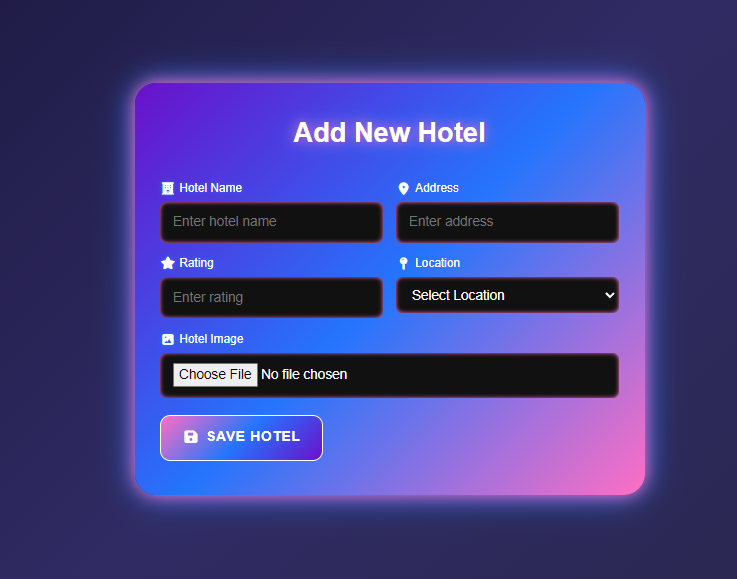 Add New Hotel
Hotel Name Address
Enter hotel name Enter address
Rating Location
Enter rating Select Location
Hotel Image
Choose File No file chosen
SAVE HOTEL